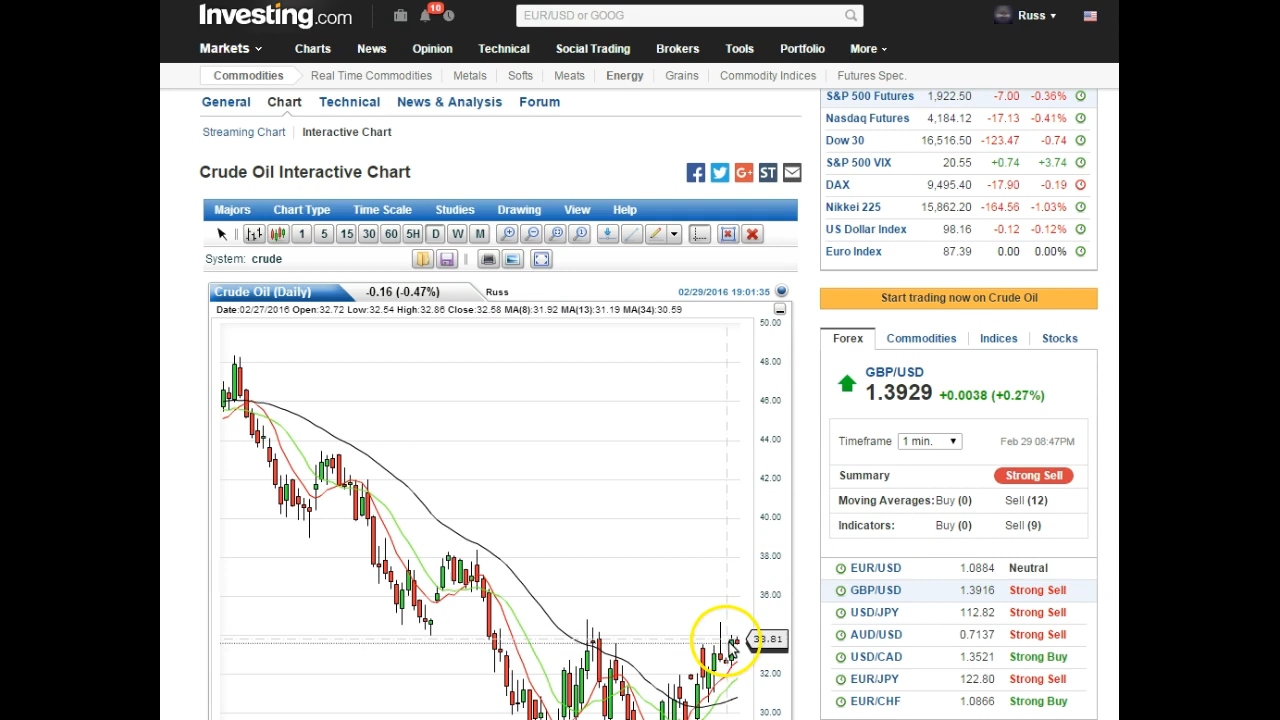 Investing.com
10
EUR/USD or GOOG
Russ
Markets Charts News Opinion Technical Social Trading Brokers Tools Portfolio More
Commodities Real Time Commodities Metals Softs Meats Energy Grains Commodity Indices Futures Spec.
General Chart Technical News & Analysis Forum
Streaming Chart Interactive Chart
Crude Oil Interactive Chart
ST
Majors Chart Type Time Scale Studies Drawing View Help
1 5 15 30 60 5H D W M
System: crude
Crude Oil (Daily) -0.16 (-0.47%) Russ 02/29/2016 19:01:35
Date:02/27/2016 Open:32.72 Low:32.54 High:32.86 Close:32.58 MA(8):31.92 MA(13):31.19 MA(34):30.59
50.00
48.00
46.00
44.00
42.00
40.00
38.00
36.00
33.81
32.00
30.00
S&P 500 Futures 1,922.50 -7.00 -0.36%
Nasdaq Futures 4,184.12 -17.13 -0.41%
Dow 30 16,516.50 -123.47 -0.74
S&P 500 VIX 20.55 +0.74 +3.74
DAX 9,495.40 -17.90 -0.19
Nikkei 225 15,862.20 -164.56 -1.03%
US Dollar Index 98.16 -0.12 -0.12%
Euro Index 87.39 0.00 0.00%
Start trading now on Crude Oil
Forex Commodities Indices Stocks
GBP/USD
1.3929 +0.0038 (+0.27%)
Timeframe 1 min. Feb 29 08:47PM
Summary Strong Sell
Moving Averages: Buy (0) Sell (12)
Indicators: Buy (0) Sell (9)
EUR/USD 1.0884 Neutral
GBP/USD 1.3916 Strong Sell
USD/JPY 112.82 Strong Sell
AUD/USD 0.7137 Strong Sell
USD/CAD 1.3521 Strong Buy
EUR/JPY 122.80 Strong Sell
EUR/CHF 1.0866 Strong Buy